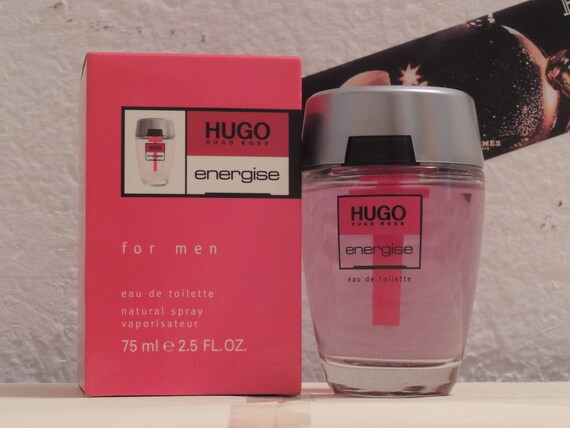 HUGO
HUGO BOSS
energise
for men
eau de toilette
natural spray
vaporisateur
75 ml e 2.5 FL.OZ.
HUGO
HUGO BOSS
energise
eau de toilette